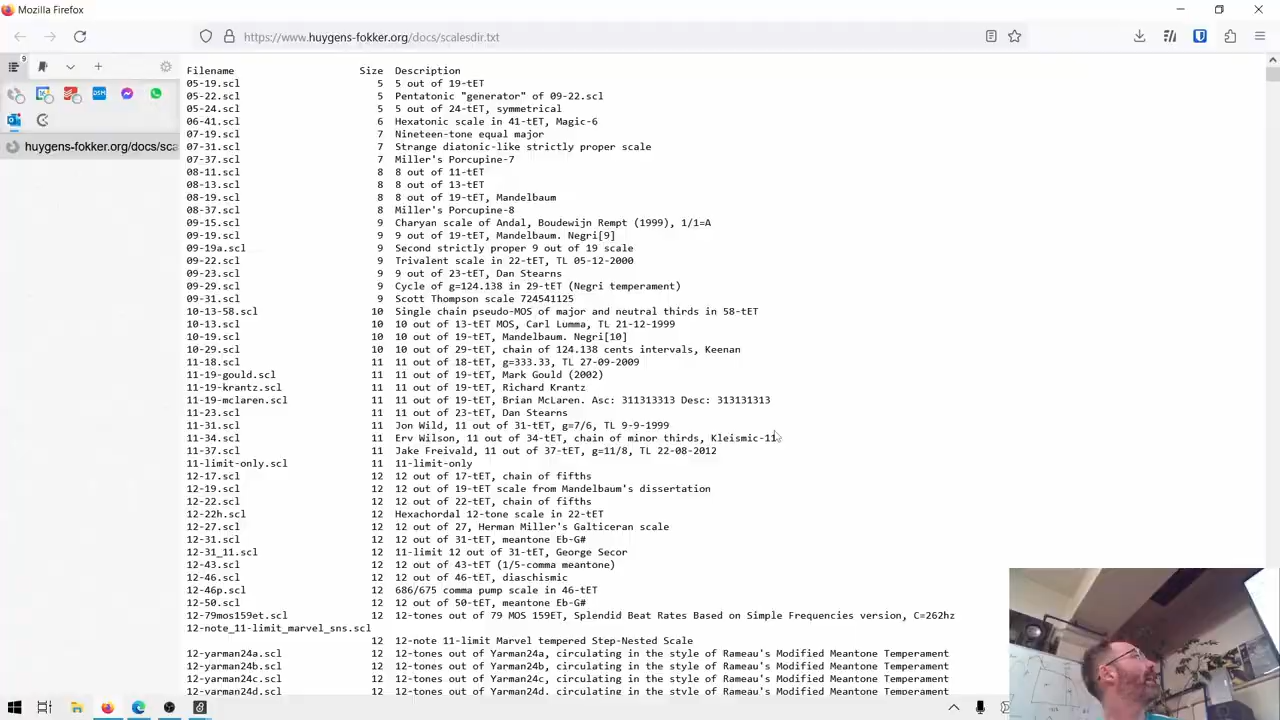 Mozilla Firefox
https://www.huygens-fokker.org/docs/scalesdir.txt
9
DSM
huygens-fokker.org/docs/sca
Filename Size Description
05-19.scl 5 5 out of 19-tET
05-22.scl 5 Pentatonic "generator" of 09-22.scl
05-24.scl 5 5 out of 24-tET, symmetrical
06-41.scl 6 Hexatonic scale in 41-tET, Magic-6
07-19.scl 7 Nineteen-tone equal major
07-31.scl 7 Strange diatonic-like strictly proper scale
07-37.scl 7 Miller's Porcupine-7
08-11.scl 8 8 out of 11-tET
08-13.scl 8 8 out of 13-tET
08-19.scl 8 8 out of 19-tET, Mandelbaum
08-37.scl 8 Miller's Porcupine-8
09-15.scl 9 Charyan scale of Andal, Boudewijn Rempt (1999), 1/1=A
09-19.scl 9 9 out of 19-tET, Mandelbaum. Negri[9]
09-19a.scl 9 Second strictly proper 9 out of 19 scale
09-22.scl 9 Trivalent scale in 22-tET, TL 05-12-2000
09-23.scl 9 9 out of 23-tET, Dan Stearns
09-29.scl 9 Cycle of g=124.138 in 29-tET (Negri temperament)
09-31.scl 9 Scott Thompson scale 724541125
10-13-58.scl 10 Single chain pseudo-MOS of major and neutral thirds in 58-tET
10-13.scl 10 10 out of 13-tET MOS, Carl Lumma, TL 21-12-1999
10-19.scl 10 10 out of 19-tET, Mandelbaum. Negri[10]
10-29.scl 10 10 out of 29-tET, chain of 124.138 cents intervals, Keenan
11-18.scl 11 11 out of 18-tET, g=333.33, TL 27-09-2009
11-19-gould.scl 11 11 out of 19-tET, Mark Gould (2002)
11-19-krantz.scl 11 11 out of 19-tET, Richard Krantz
11-19-mclaren.scl 11 11 out of 19-tET, Brian McLaren. Asc: 311313313 Desc: 313131313
11-23.scl 11 11 out of 23-tET, Dan Stearns
11-31.scl 11 Jon Wild, 11 out of 31-tET, g=7/6, TL 9-9-1999
11-34.scl 11 Erv Wilson, 11 out of 34-tET, chain of minor thirds, Kleismic-11
11-37.scl 11 Jake Freivald, 11 out of 37-tET, g=11/8, TL 22-08-2012
11-limit-only.scl 11 11-limit-only
12-17.scl 12 12 out of 17-tET, chain of fifths
12-19.scl 12 12 out of 19-tET scale from Mandelbaum's dissertation
12-22.scl 12 12 out of 22-tET, chain of fifths
12-22h.scl 12 Hexachordal 12-tone scale in 22-tET
12-27.scl 12 12 out of 27, Herman Miller's Galticeran scale
12-31.scl 12 12 out of 31-tET, meantone Eb-G#
12-31_11.scl 12 11-limit 12 out of 31-tET, George Secor
12-43.scl 12 12 out of 43-tET (1/5-comma meantone)
12-46.scl 12 12 out of 46-tET, diaschismic
12-46p.scl 12 686/675 comma pump scale in 46-tET
12-50.scl 12 12 out of 50-tET, meantone Eb-G#
12-79mos159et.scl 12 12-tones out of 79 MOS 159ET, Splendid Beat Rates Based on Simple Frequencies version, C=262hz
12-note_11-limit_marvel_sns.scl
12 12-note 11-limit Marvel tempered Step-Nested Scale
12-yarman24a.scl 12 12-tones out of Yarman24a, circulating in the style of Rameau's Modified Meantone Temperament
12-yarman24b.scl 12 12-tones out of Yarman24b, circulating in the style of Rameau's Modified Meantone Temperament
12-yarman24c.scl 12 12-tones out of Yarman24c, circulating in the style of Rameau's Modified Meantone Temperament
12-yarman24d.scl 12 12-tones out of Yarman24d, circulating in the style of Rameau's Modified Meantone Temperament